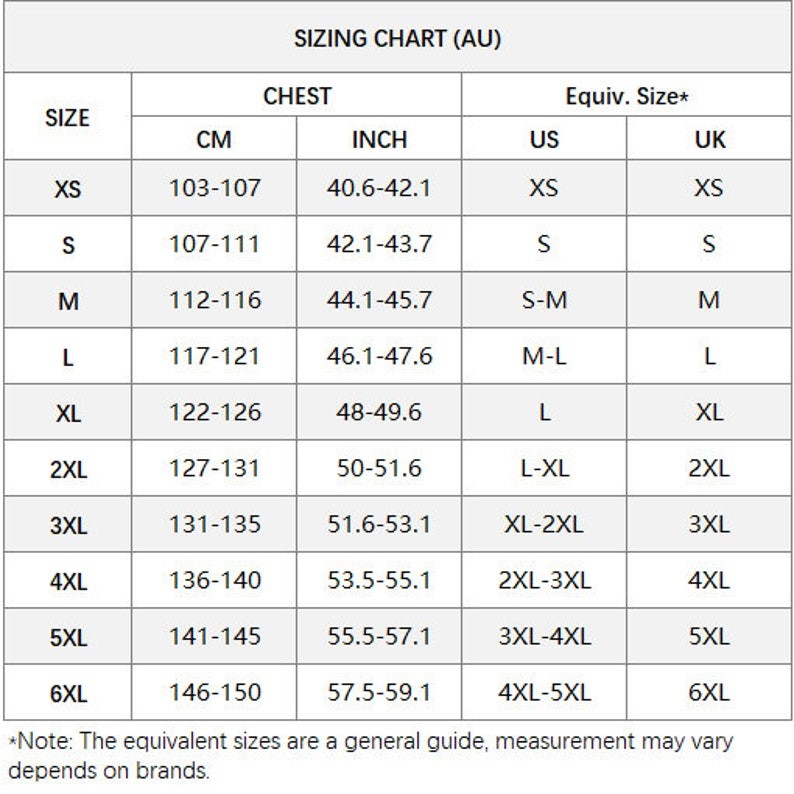 SIZING CHART (AU)
SIZE CHEST Equiv. Size*
CM INCH US UK
XS 103-107 40.6-42.1 XS XS
S 107-111 42.1-43.7 S S
M 112-116 44.1-45.7 S-M M
L 117-121 46.1-47.6 M-L L
XL 122-126 48-49.6 L XL
2XL 127-131 50-51.6 L-XL 2XL
3XL 131-135 51.6-53.1 XL-2XL 3XL
4XL 136-140 53.5-55.1 2XL-3XL 4XL
5XL 141-145 55.5-57.1 3XL-4XL 5XL
6XL 146-150 57.5-59.1 4XL-5XL 6XL
*Note: The equivalent sizes are a general guide, measurement may vary
depends on brands.